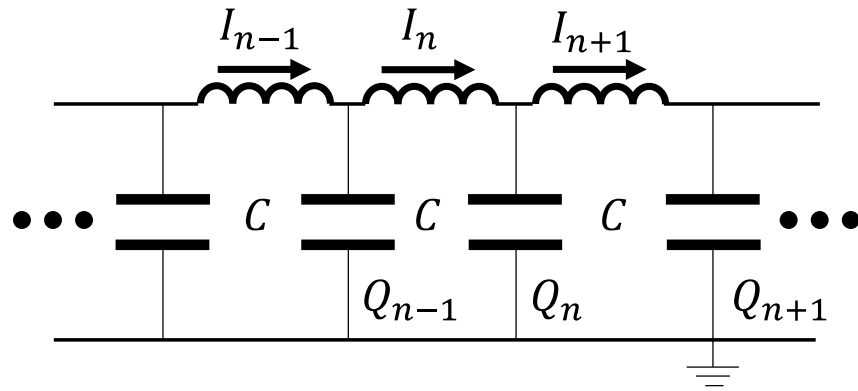 I_{n-1} I_n I_{n+1}
C C C
Q_{n-1} Q_n Q_{n+1}